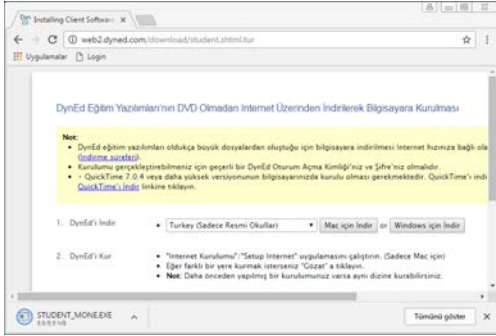 Installing Client Software
web2.dyned.com/download/student.shtml.tur
Uygulamalar Login
DynEd Eğitim Yazılımları'nın DVD Olmadan Internet Üzerinden İndirilerek Bilgisayara Kurulması
Not:
• DynEd eğitim yazılımları oldukça büyük dosyalardan oluştuğu için bilgisayara indirilmesi Internet hızınıza bağlı ola
(İndirme süreleri).
• Kurulumu gerçekleştirebilmeniz için geçerli bir DynEd Oturum Açma Kimliği'niz ve Şifre'niz olmalıdır.
• - QuickTime 7.0.4 veya daha yüksek versiyonunun bilgisayarınızda kurulu olması gerekmektedir. QuickTime'ı indi
QuickTime'ı İndir linkine tıklayın.
1. DynEd'i İndir • Turkey (Sadece Resmi Okullar) Mac için İndir or Windows için İndir
2. DynEd'i Kur • "Internet Kurulumu"/"Setup Internet" uygulamasını çalıştırın. (Sadece Mac için)
• Eğer farklı bir yere kurmak isterseniz "Gözat" a tıklayın.
• Not: Daha önceden yapılmış bir kurulumunuz varsa aynı dizine kurabilirsiniz.
STUDENT_MONE.EXE
Tümünü göster